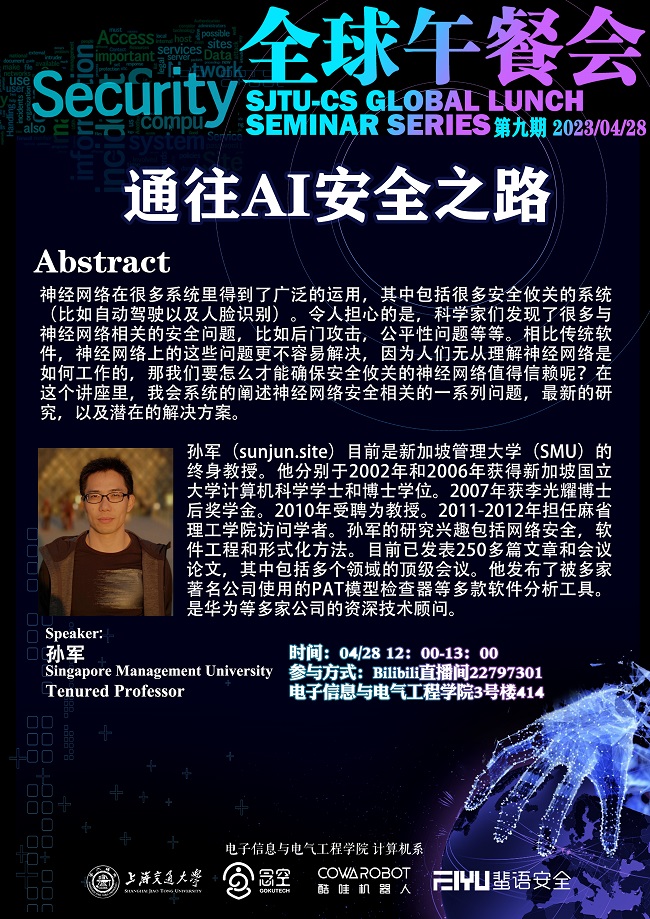 Security
Access
important
services
possible
sites
Data
network
information
compu
also
全球午餐会
SJTU-CS GLOBAL LUNCH
SEMINAR SERIES 第九期 2023/04/28
通往AI安全之路
Abstract
神经网络在很多系统里得到了广泛的运用，其中包括很多安全攸关的系统
（比如自动驾驶以及人脸识别）。令人担心的是，科学家们发现了很多与
神经网络相关的安全问题，比如后门攻击，公平性问题等等。相比传统软
件，神经网络上的这些问题更不容易解决，因为人们无从理解神经网络是
如何工作的，那我们要怎么才能确保安全攸关的神经网络值得信赖呢？在
这个讲座里，我会系统的阐述神经网络安全相关的一系列问题，最新的研
究，以及潜在的解决方案。
孙军（sunjun.site）目前是新加坡管理大学（SMU）的
终身教授。他分别于2002年和2006年获得新加坡国立
大学计算机科学学士和博士学位。2007年获李光耀博士
后奖学金。2010年受聘为教授。2011-2012年担任麻省
理工学院访问学者。孙军的研究兴趣包括网络安全，软
件工程和形式化方法。目前已发表250多篇文章和会议
论文，其中包括多个领域的顶级会议。他发布了被多家
著名公司使用的PAT模型检查器等多款软件分析工具。
是华为等多家公司的资深技术顾问。
Speaker:
孙军
Singapore Management University
Tenured Professor
时间：04/28 12：00-13：00
参与方式：Bilibili直播间22797301
电子信息与电气工程学院3号楼414
电子信息与电气工程学院 计算机系
上海交通大学
SHANGHAI JIAO TONG UNIVERSITY
念空
GOKUTECH
COWAROBOT
酷哇机器人
FEIYU 蜚语安全